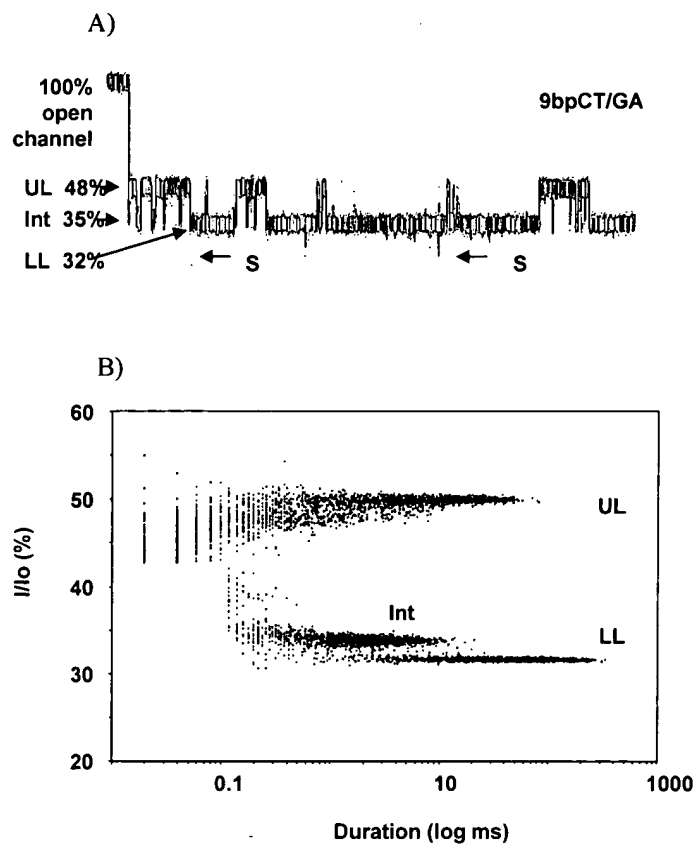 A)
100%
open
channel
9bpCT/GA
UL 48%
Int 35%
LL 32%
S
S
B)
60
50
40
30
20
I/Io (%)
UL
Int
LL
0.1
10
1000
Duration (log ms)